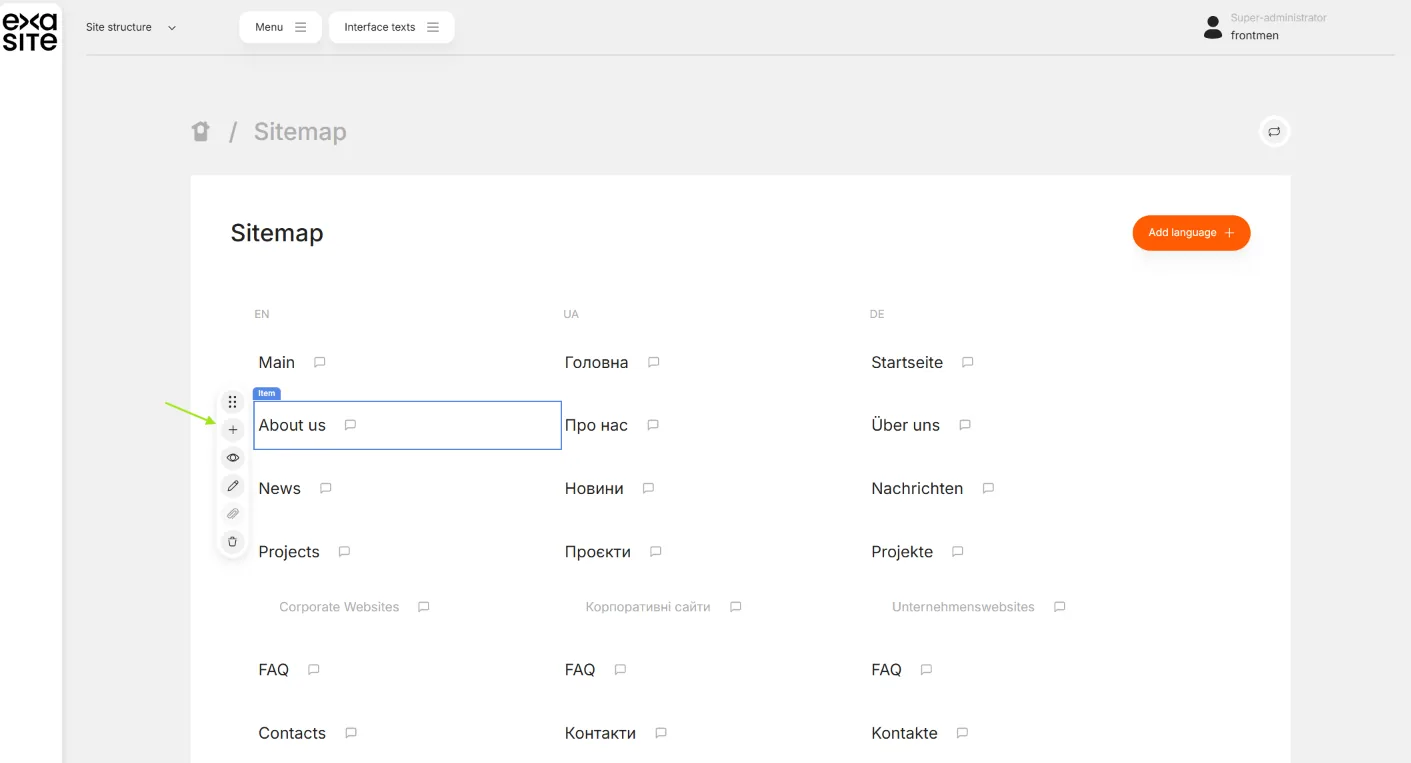 exa
site
Site structure
Menu
Interface texts
Super-administrator
frontmen
/ Sitemap
Sitemap
Add language +
EN UA DE
Main Головна Startseite
Item
About us Про нас Über uns
News Новини Nachrichten
Projects Проєкти Projekte
Corporate Websites Корпоративні сайти Unternehmenswebsites
FAQ FAQ FAQ
Contacts Контакти Kontakte